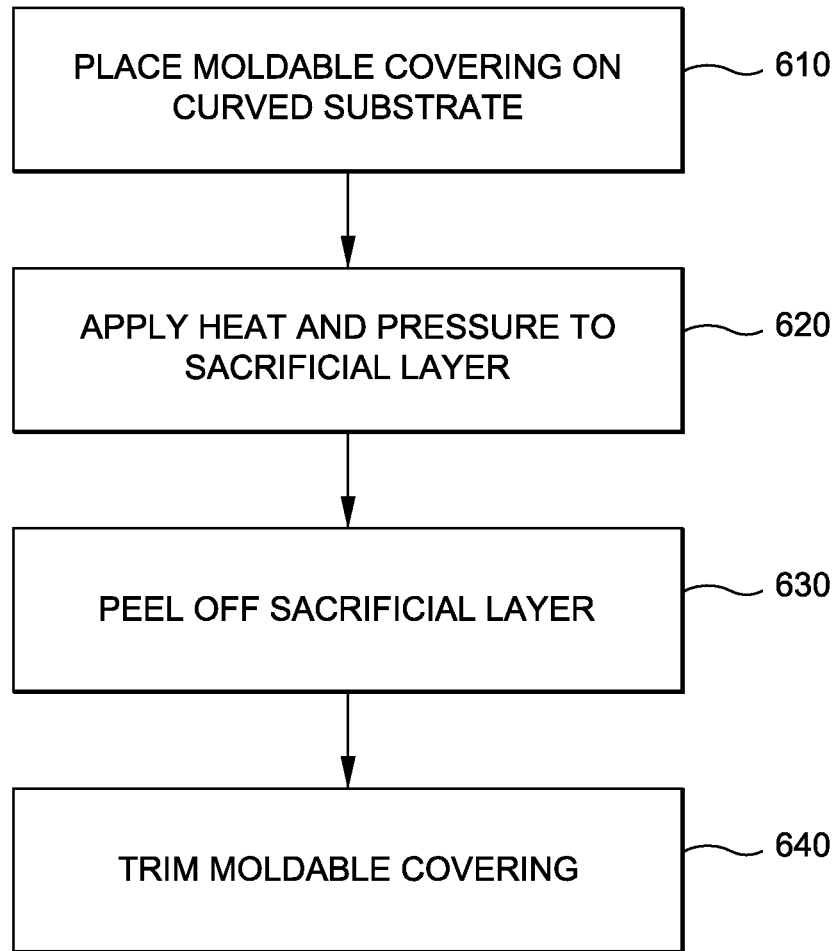 PLACE MOLDABLE COVERING ON
CURVED SUBSTRATE
610
APPLY HEAT AND PRESSURE TO
SACRIFICIAL LAYER
620
PEEL OFF SACRIFICIAL LAYER
630
TRIM MOLDABLE COVERING
640